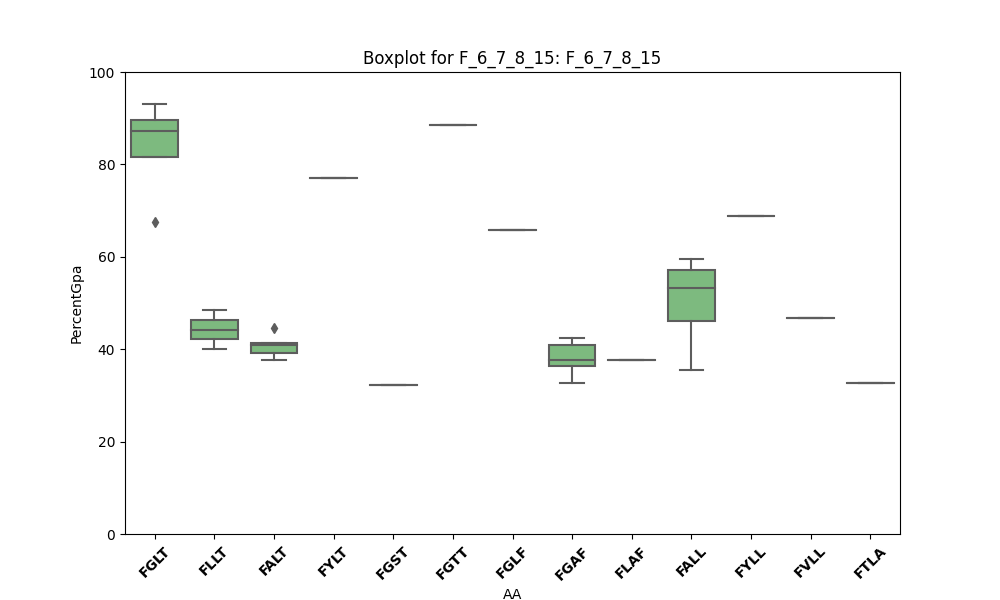 Boxplot for F_6_7_8_15: F_6_7_8_15
100
80
60
40
20
0
PercentGpa
FGLT
FLLT
FALT
FYLT
FGST
FGTT
FGLF
FGAF
FLAF
FALL
FYLL
FVLL
FTLA
AA